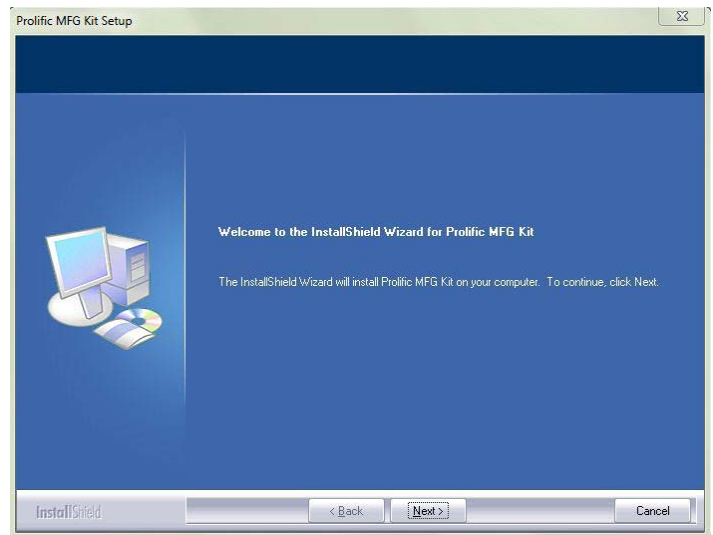 Prolific MFG Kit Setup
Welcome to the InstallShield Wizard for Prolific MFG Kit
The InstallShield Wizard will install Prolific MFG Kit on your computer. To continue, click Next.
InstallShield
< Back
Next >
Cancel